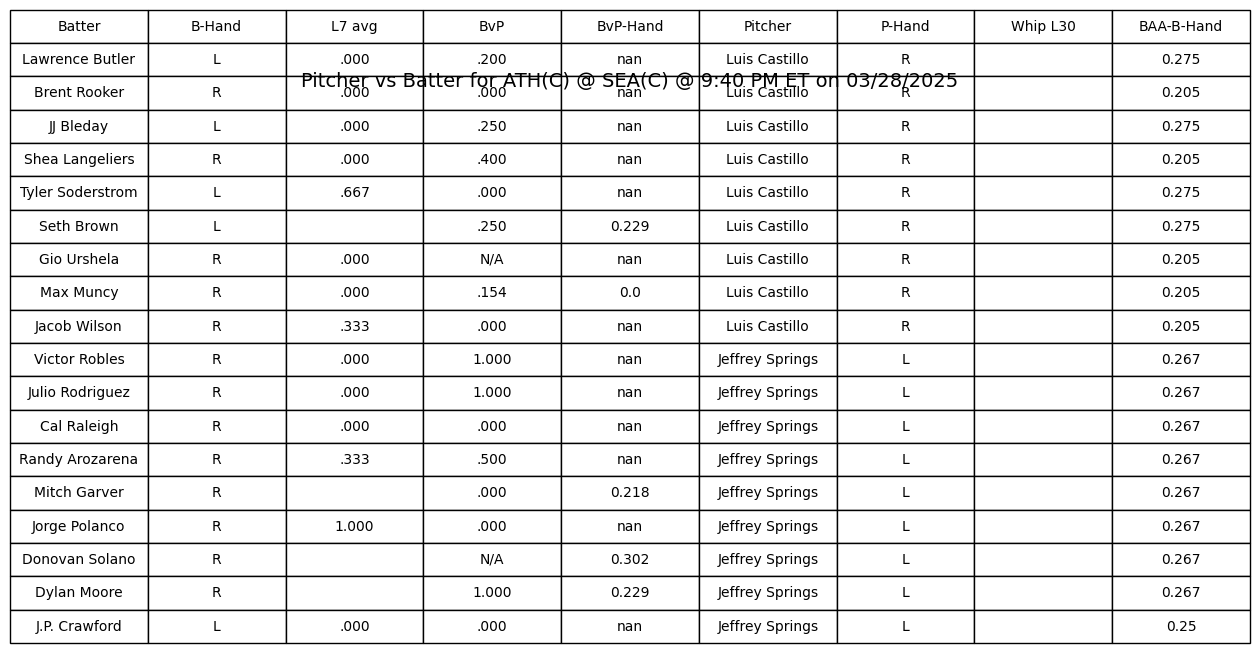 Batter B-Hand L7 avg BvP BvP-Hand Pitcher P-Hand Whip L30 BAA-B-Hand
Lawrence Butler L .000 .200 nan Luis Castillo R 0.275
Pitcher vs Batter for ATH(C) @ SEA(C) @ 9:40 PM ET on 03/28/2025
Brent Rooker R .000 .000 nan Luis Castillo R 0.205
JJ Bleday L .000 .250 nan Luis Castillo R 0.275
Shea Langeliers R .000 .400 nan Luis Castillo R 0.205
Tyler Soderstrom L .667 .000 nan Luis Castillo R 0.275
Seth Brown L .250 0.229 Luis Castillo R 0.275
Gio Urshela R .000 N/A nan Luis Castillo R 0.205
Max Muncy R .000 .154 0.0 Luis Castillo R 0.205
Jacob Wilson R .333 .000 nan Luis Castillo R 0.205
Victor Robles R .000 1.000 nan Jeffrey Springs L 0.267
Julio Rodriguez R .000 1.000 nan Jeffrey Springs L 0.267
Cal Raleigh R .000 .000 nan Jeffrey Springs L 0.267
Randy Arozarena R .333 .500 nan Jeffrey Springs L 0.267
Mitch Garver R .000 0.218 Jeffrey Springs L 0.267
Jorge Polanco R 1.000 .000 nan Jeffrey Springs L 0.267
Donovan Solano R N/A 0.302 Jeffrey Springs L 0.267
Dylan Moore R 1.000 0.229 Jeffrey Springs L 0.267
J.P. Crawford L .000 .000 nan Jeffrey Springs L 0.25